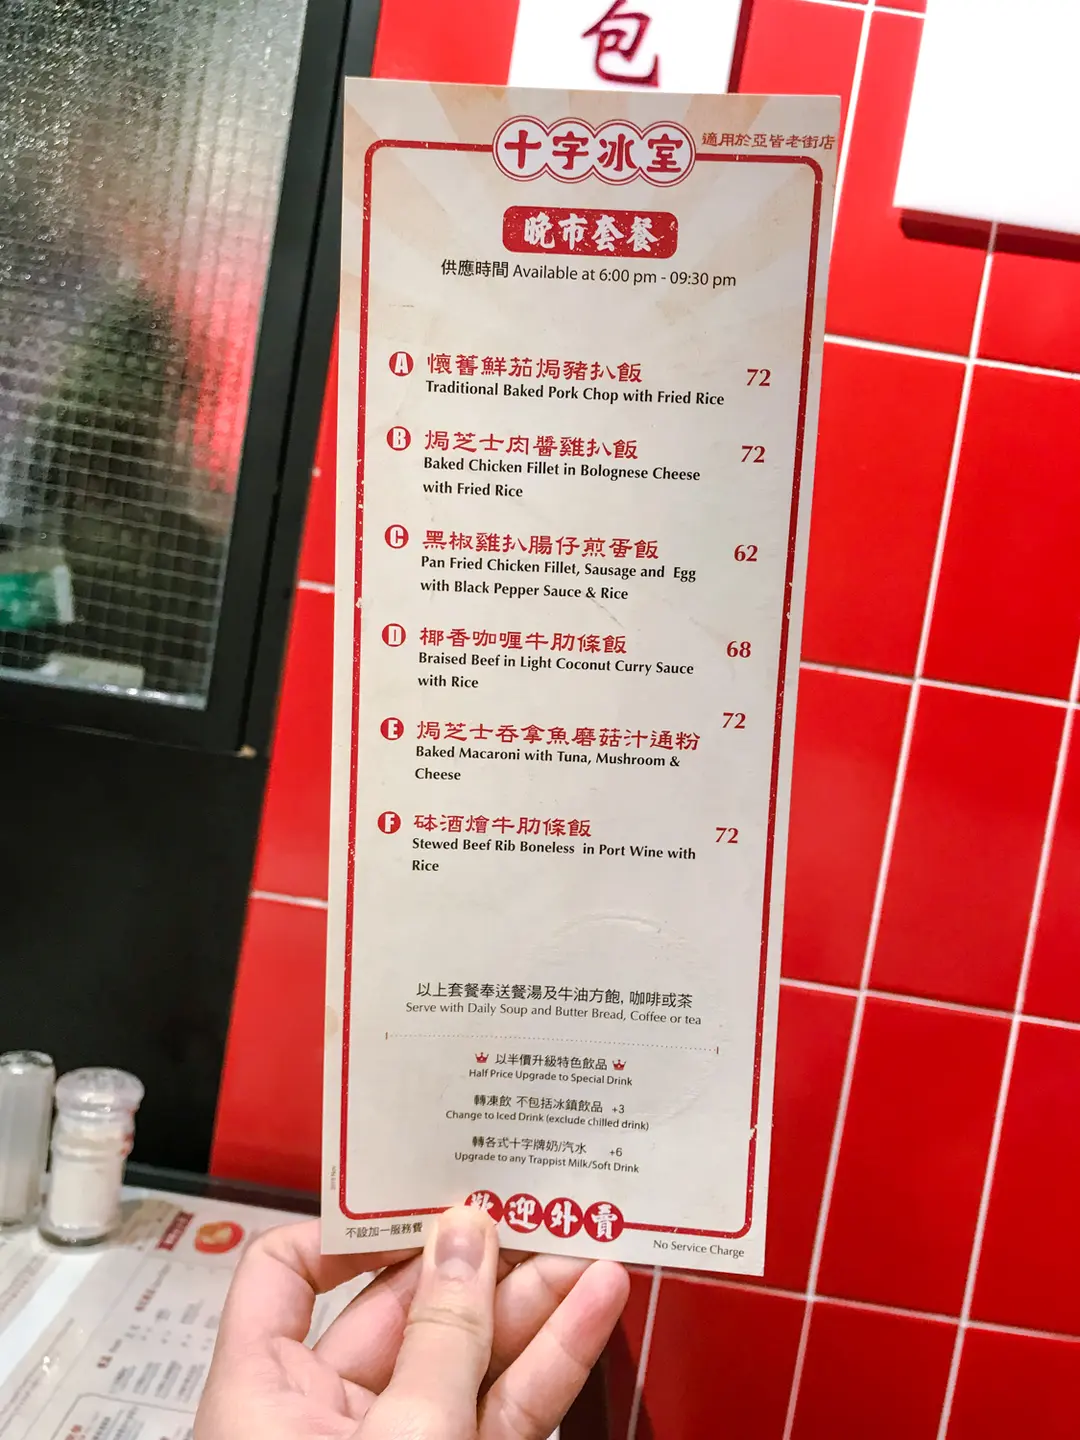 包
十字冰室
適用於亞皆老街店
晚市套餐
供應時間 Available at 6:00 pm - 09:30 pm
A 懷舊鮮茄焗豬扒飯 72
Traditional Baked Pork Chop with Fried Rice
B 焗芝士肉醬雞扒飯 72
Baked Chicken Fillet in Bolognese Cheese
with Fried Rice
C 黑椒雞扒腸仔煎蛋飯 62
Pan Fried Chicken Fillet, Sausage and Egg
with Black Pepper Sauce & Rice
D 椰香咖喱牛肋條飯 68
Braised Beef in Light Coconut Curry Sauce
with Rice
E 焗芝士吞拿魚磨菇汁通粉 72
Baked Macaroni with Tuna, Mushroom &
Cheese
F 砵酒燴牛肋條飯 72
Stewed Beef Rib Boneless in Port Wine with
Rice
以上套餐奉送餐湯及牛油方飽, 咖啡或茶
Serve with Daily Soup and Butter Bread, Coffee or tea
以半價升級特色飲品
Half Price Upgrade to Special Drink
轉凍飲 不包括冰鎮飲品 +3
Change to Iced Drink (exclude chilled drink)
轉各式十字牌奶/汽水 +6
Upgrade to any Trappist Milk/Soft Drink
歡迎外賣
不設加一服務費
No Service Charge